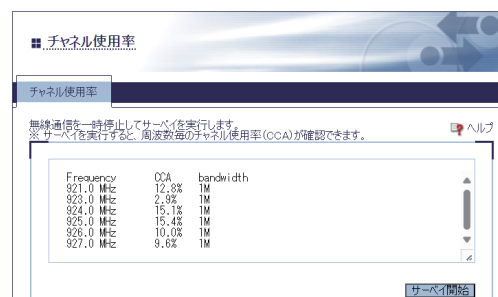 チャネル使用率
チャネル使用率
無線通信を一時停止してサーベイを実行します。
※ サーベイを実行すると、周波数毎のチャネル使用率(CCA)が確認できます。
ヘルプ
Frequency CCA bandwidth
921.0 MHz 12.8% 1M
923.0 MHz 2.9% 1M
924.0 MHz 15.1% 1M
925.0 MHz 15.4% 1M
926.0 MHz 10.0% 1M
927.0 MHz 9.6% 1M
サーベイ開始